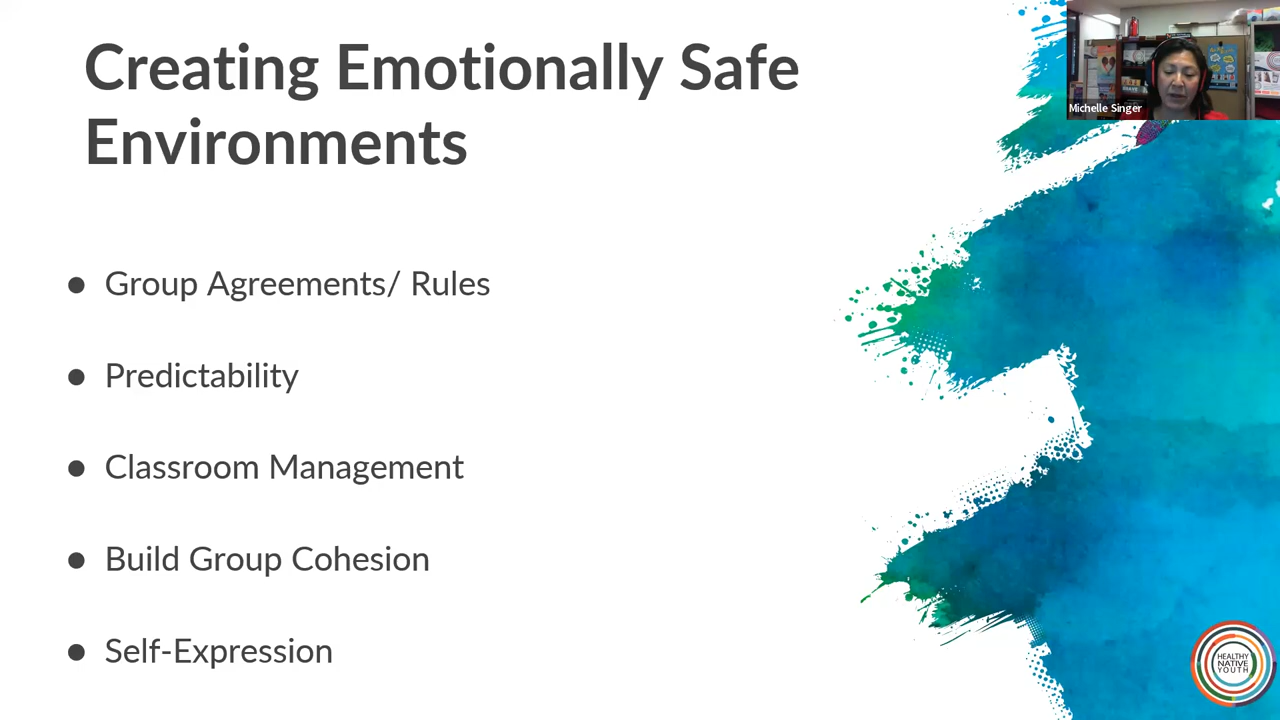 Creating Emotionally Safe
Environments
Michelle Singer
● Group Agreements/ Rules
● Predictability
● Classroom Management
● Build Group Cohesion
● Self-Expression
HEALTHY
NATIVE
YOUTH